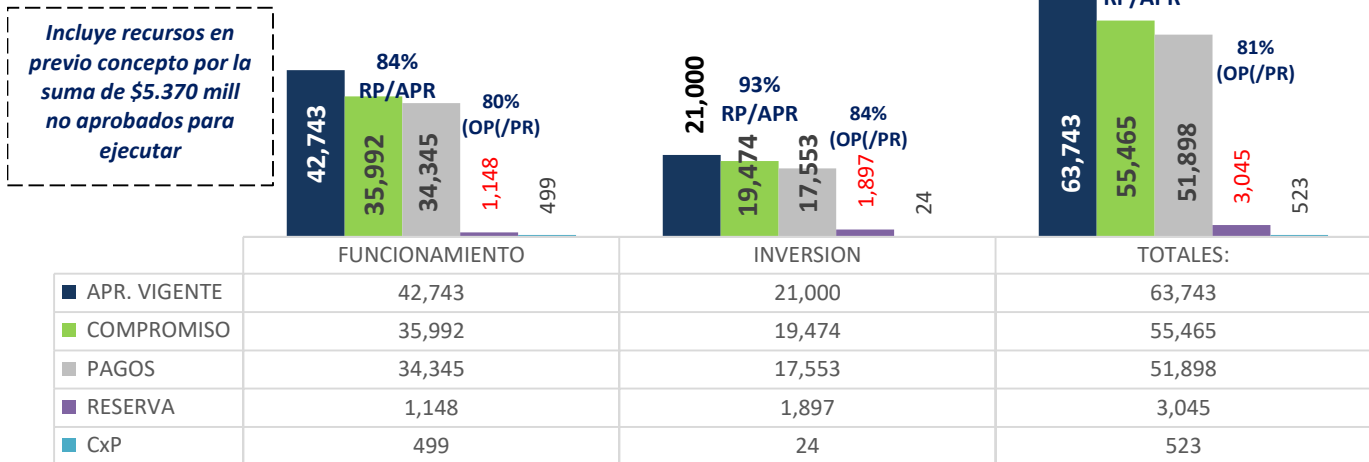 RP/APR
Incluye recursos en
previo concepto por la
suma de $5.370 mill
no aprobados para
ejecutar
84%
RP/APR
80%
(OP(/PR)
42,743
35,992
34,345
1,148
499
21,000
93%
RP/APR
84%
(OP(/PR)
19,474
17,553
1,897
24
81%
(OP(/PR)
63,743
55,465
51,898
3,045
523
FUNCIONAMIENTO INVERSION TOTALES:
APR. VIGENTE 42,743 21,000 63,743
COMPROMISO 35,992 19,474 55,465
PAGOS 34,345 17,553 51,898
RESERVA 1,148 1,897 3,045
CxP 499 24 523